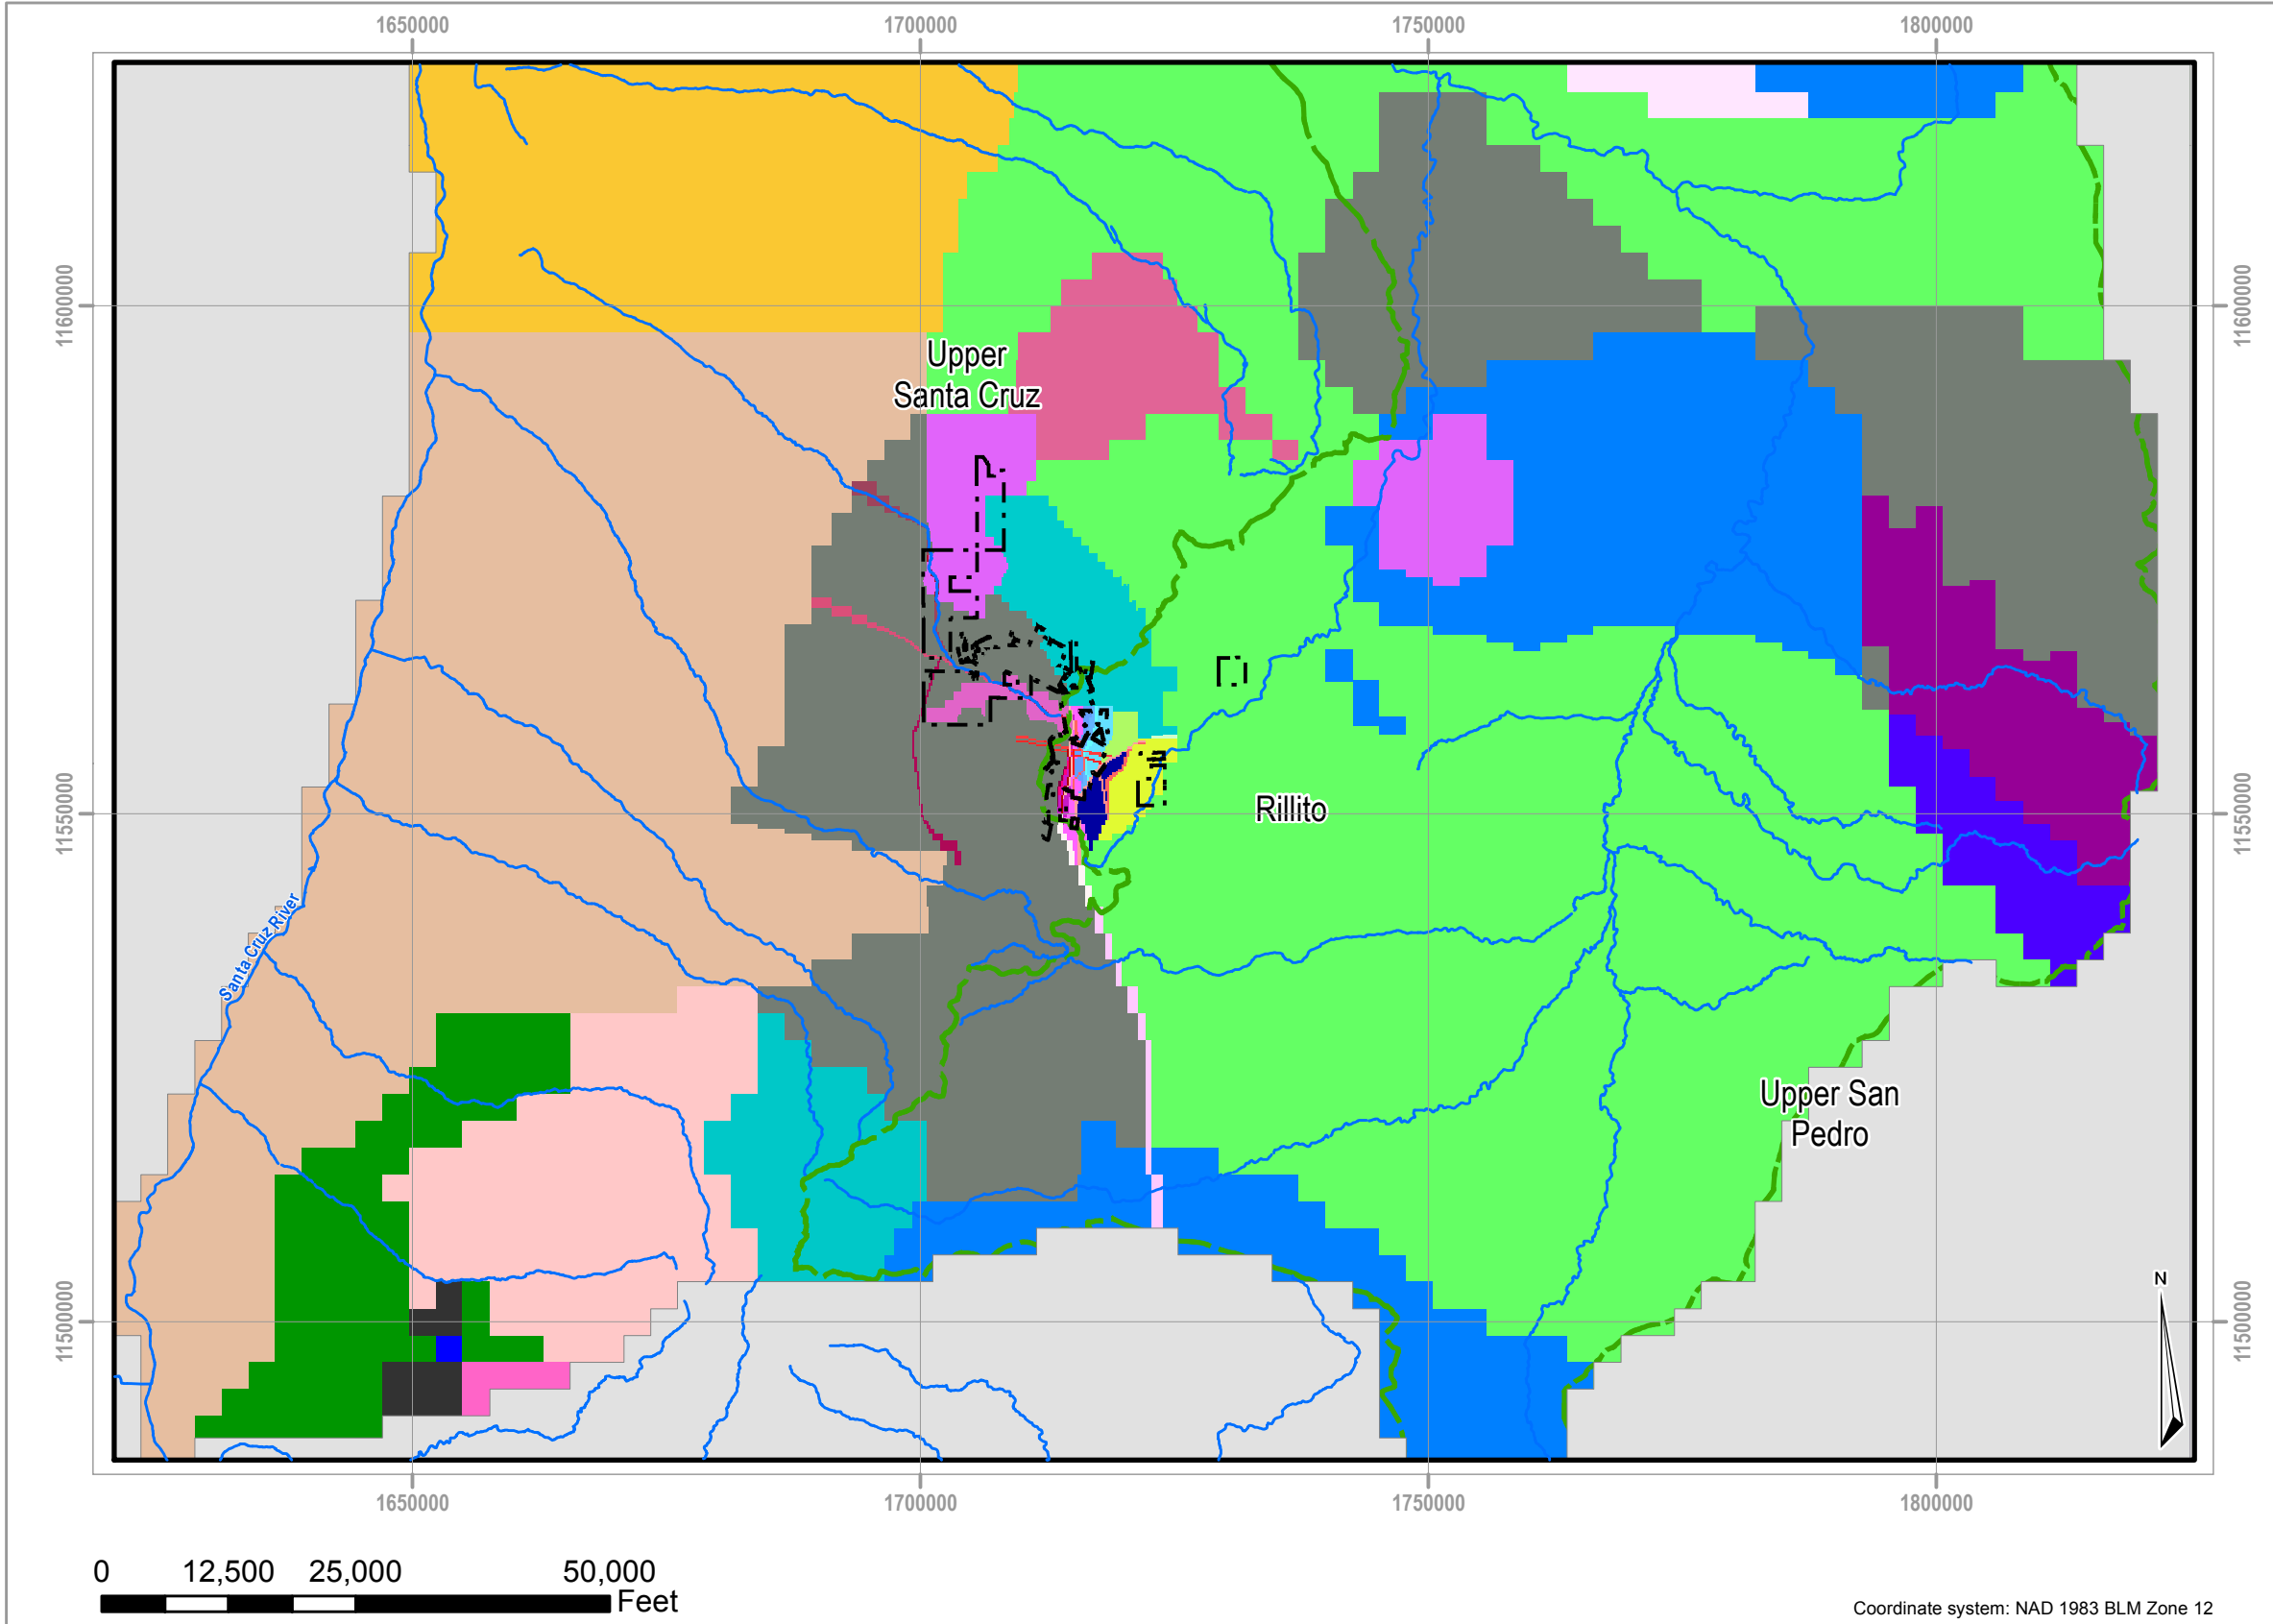 1650000
1700000
1750000
1800000
11600000
11600000
Upper
Santa Cruz
11550000
11550000
Rillito
Santa Cruz River
Upper San
Pedro
N
11500000
11500000
1650000
1700000
1750000
1800000
0 12,500 25,000 50,000
Feet
Coordinate system: NAD 1983 BLM Zone 12